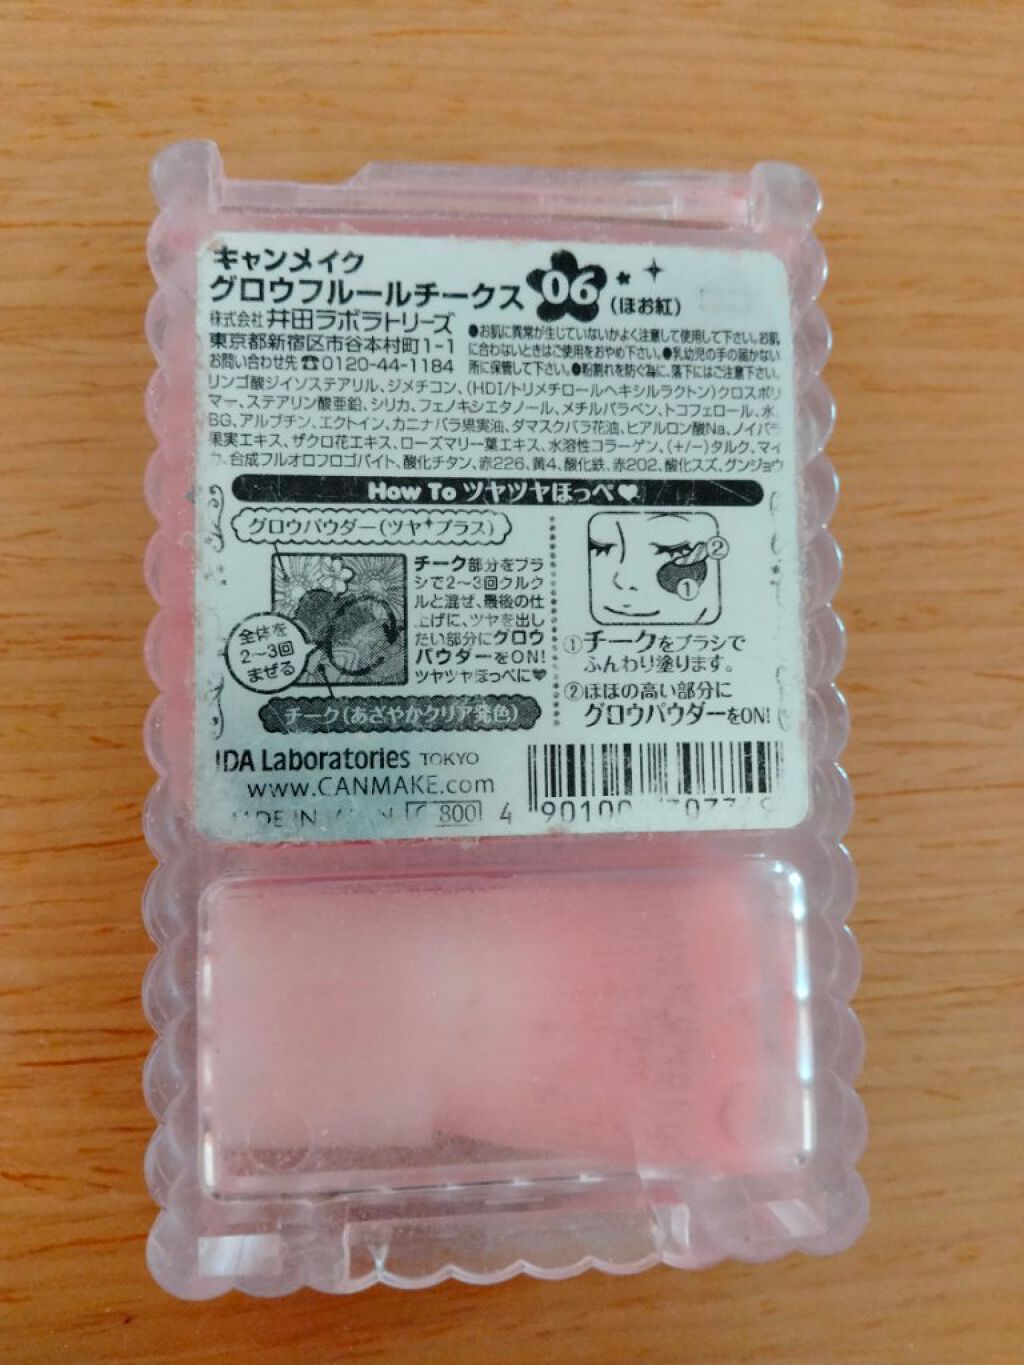 キャンメイク
グロウフルールチークス 06 (ほお紅)
株式会社 井田ラボラトリーズ
東京都新宿区市谷本村町1-1
お問い合わせ先 ☎0120-44-1184
●お肌に異常が生じていないかよく注意して使用して下さい。お肌
に合わないときはご使用をおやめ下さい。●乳幼児の手の届かない
所に保管して下さい。●粉割れを防ぐ為に、落下にはご注意下さい。
リンゴ酸ジイソステアリル、ジメチコン、(HDI/トリメチロールヘキシルラクトン)クロスポリ
マー、ステアリン酸亜鉛、シリカ、フェノキシエタノール、メチルパラベン、トコフェロール、水、
BG、アルブチン、エクトイン、カニナバラ果実油、ダマスクバラ花油、ヒアルロン酸Na、ノイバラ
果実エキス、ザクロ花エキス、ローズマリー葉エキス、水溶性コラーゲン、(+/-)タルク、マイ
カ、合成フルオロフロゴパイト、酸化チタン、赤226、黄4、酸化鉄、赤202、酸化スズ、グンジョウ
How To ツヤツヤほっぺ♥
グロウパウダー(ツヤ+プラス)
全体を
2〜3回
まぜる
チーク(あざやかクリア発色)
チーク部分をブラ
シで2〜3回クルク
ルと混ぜ、最後の仕
上げに、ツヤを出し
たい部分にグロウ
パウダーをON!
ツヤツヤほっぺに♥
②
①
①チークをブラシで
ふんわり塗ります。
②ほほの高い部分に
グロウパウダーをON!
IDA Laboratories TOKYO
www.CANMAKE.com
MADE IN JAPAN C 800
4 90100